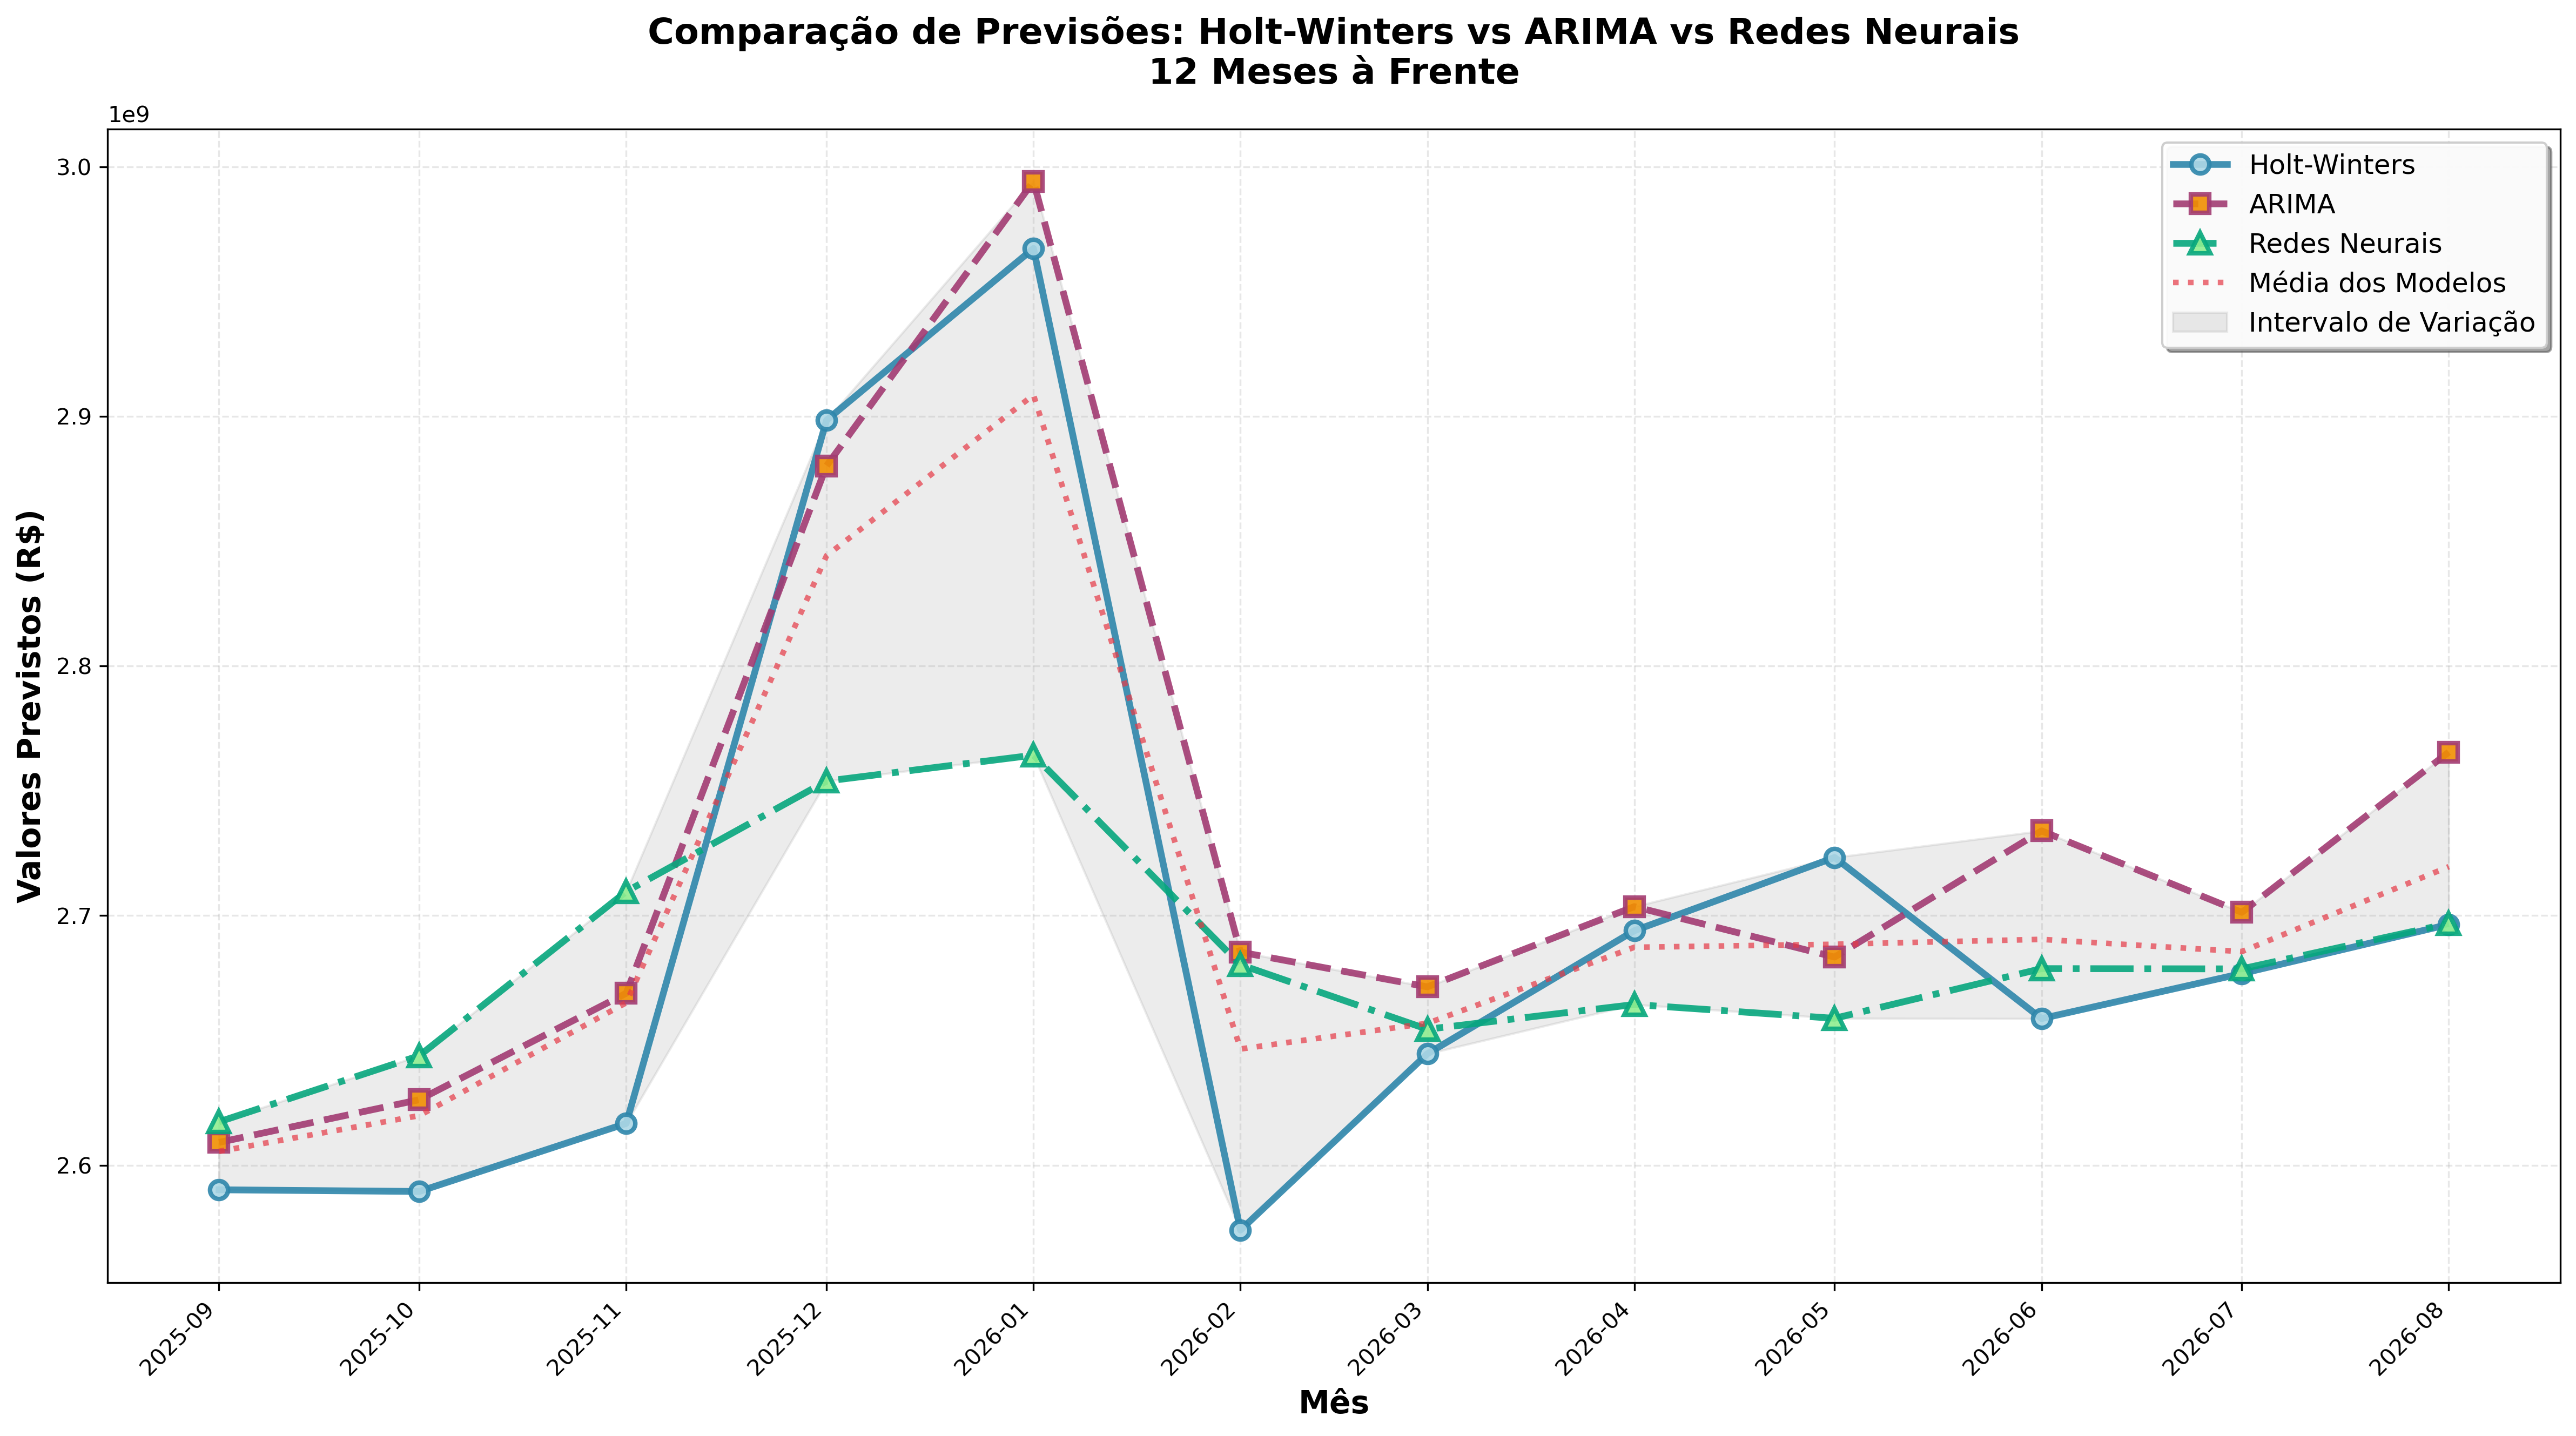 Comparação de Previsões: Holt-Winters vs ARIMA vs Redes Neurais
12 Meses à Frente
1e9
3.0
2.9
2.8
2.7
2.6
Valores Previstos (R$)
Holt-Winters
ARIMA
Redes Neurais
Média dos Modelos
Intervalo de Variação
2025-09
2025-10
2025-11
2025-12
2026-01
2026-02
2026-03
2026-04
2026-05
2026-06
2026-07
2026-08
Mês